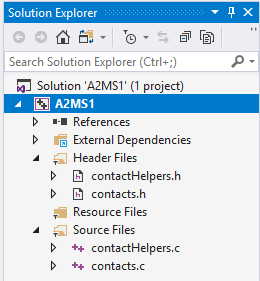 Solution Explorer
Search Solution Explorer (Ctrl+;)
Solution 'A2MS1' (1 project)
A2MS1
References
External Dependencies
Header Files
contactHelpers.h
contacts.h
Resource Files
Source Files
contactHelpers.c
contacts.c